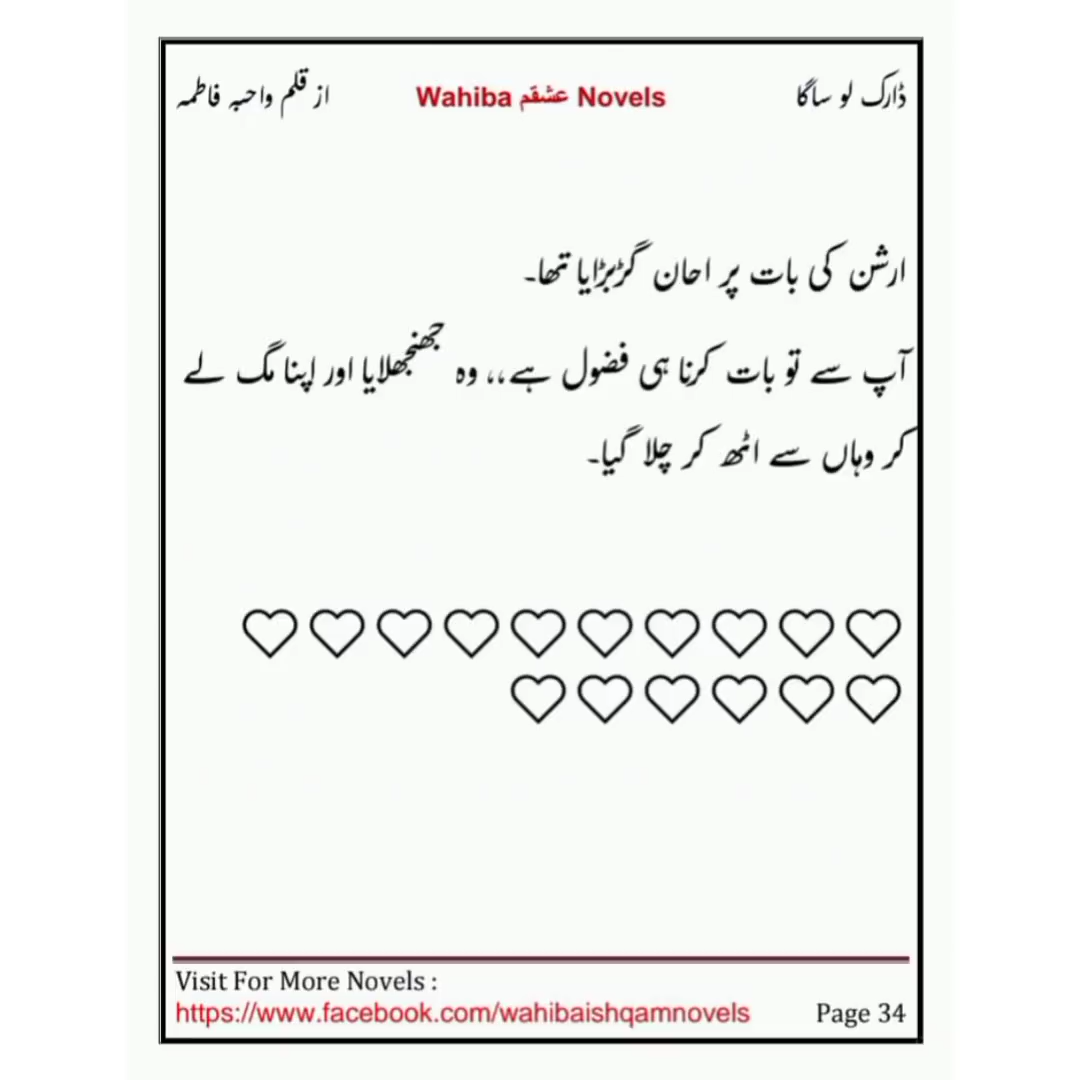 ڈارک لو ساگا Wahiba عشقم Novels از قلم واحبہ فاطمہ
ارشن کی بات پر احان گڑبڑایا تھا۔
آپ سے تو بات کرنا ہی فضول ہے،، وہ جھنجھلایا اور اپنا مگ لے
کر وہاں سے اٹھ کر چلا گیا۔
♡♡♡♡♡♡♡♡♡♡
♡♡♡♡♡♡
Visit For More Novels :
https://www.facebook.com/wahibaishqamnovels Page 34